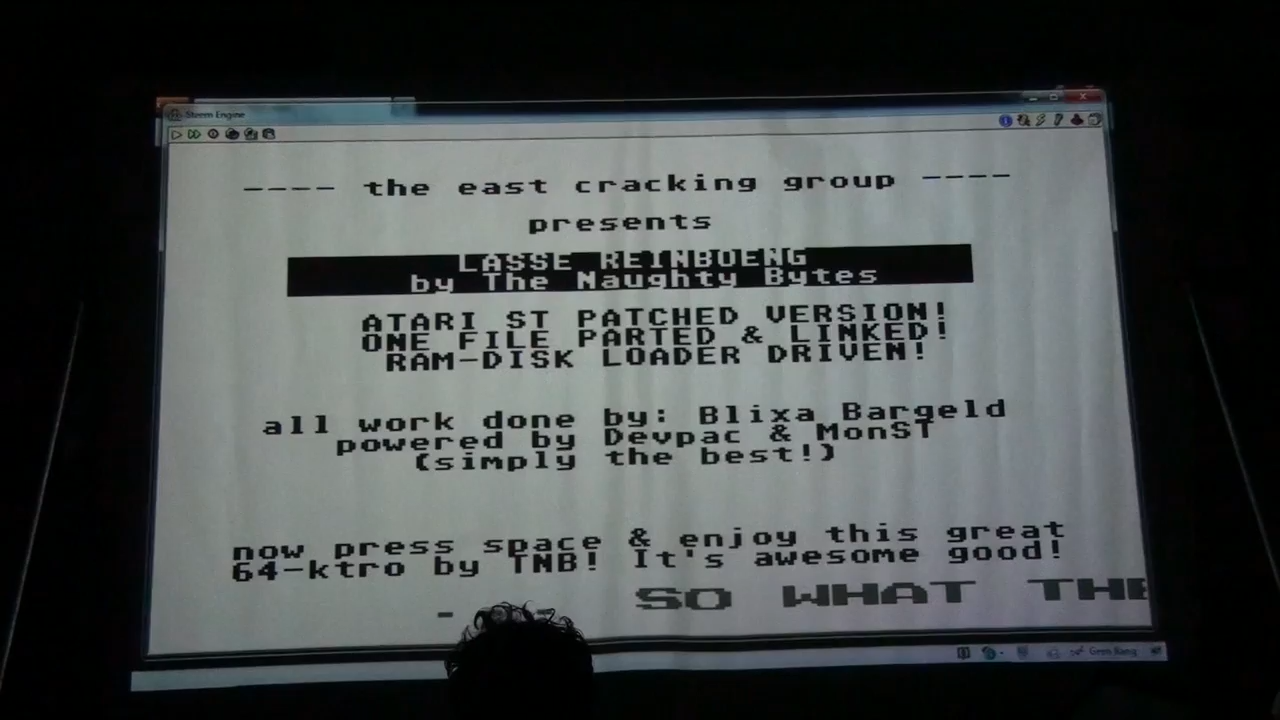 Steem Engine
---- the east cracking group ----
presents
LASSE REINBOENG
by The Naughty Bytes
ATARI ST PATCHED VERSION!
ONE FILE PARTED & LINKED!
RAM-DISK LOADER DRIVEN!
all work done by: Blixa Bargeld
powered by Devpac & MonST
(simply the best!)
now press space & enjoy this great
64-ktro by TNB! It's awesome good!
- - SO WHAT THE